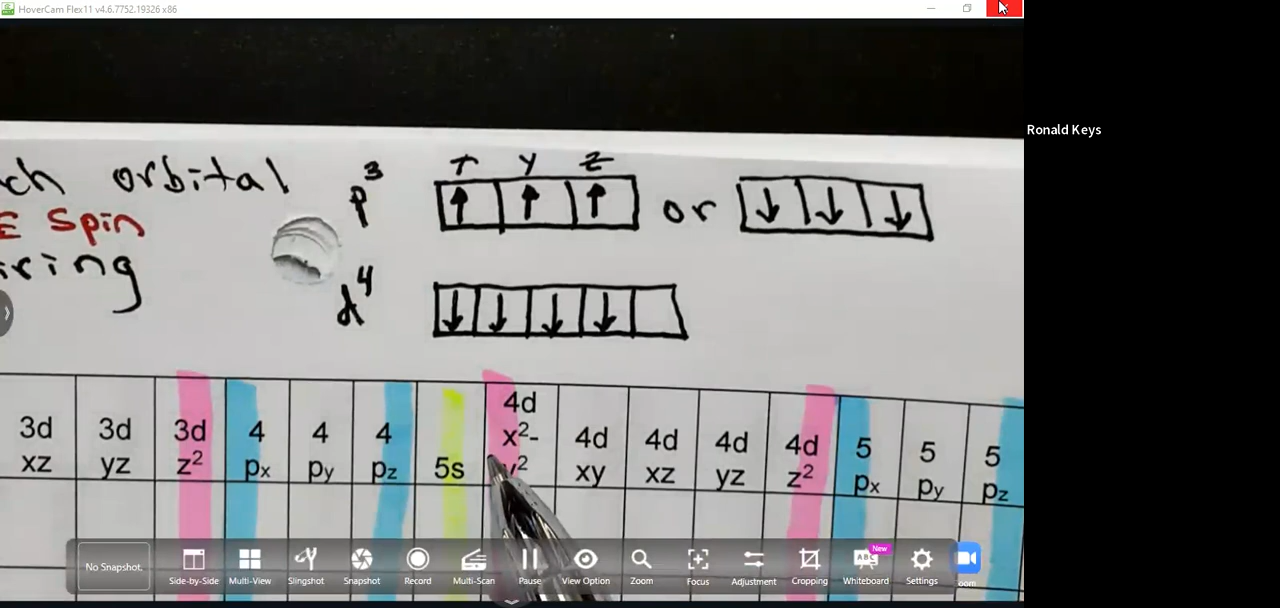 HoverCam Flex11 v4.6.7752.19326 x86
Ronald Keys
ch orbital
E Spin
iring
p³ Y Z or
d⁴
3d xz 3d yz 3d z² 4 px 4 py 4 pz 5s 4d x²-y² 4d xy 4d xz 4d yz 4d z² 5 px 5 py 5 pz
No Snapshot.
Side-by-Side Multi-View Slingshot Snapshot Record Multi-Scan Pause View Option Zoom Focus Adjustment Cropping New ABC Whiteboard Settings oom